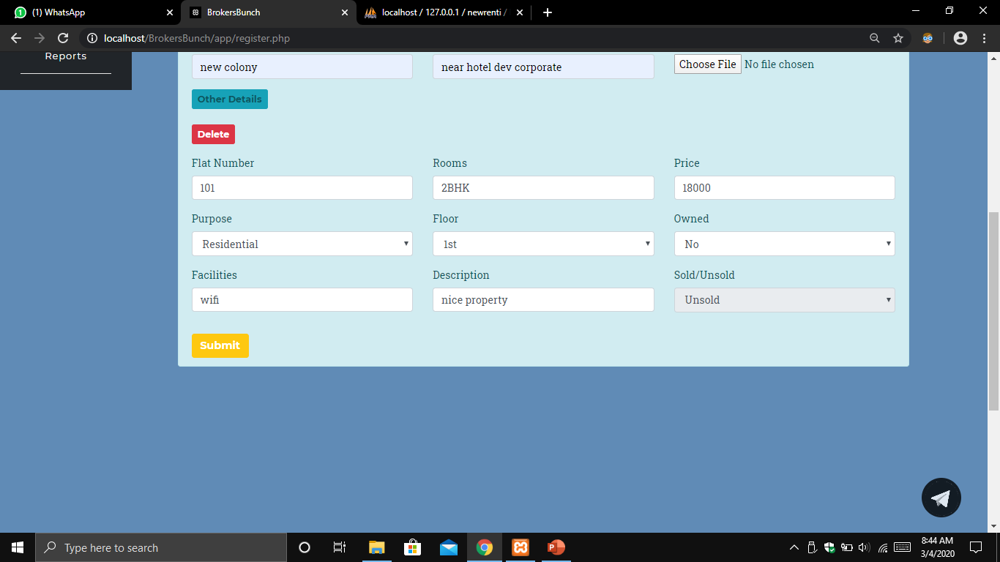 (1) WhatsApp
BrokersBunch
localhost / 127.0.0.1 / newrenti /
localhost/BrokersBunch/app/register.php
Reports
new colony
near hotel dev corporate
Choose File No file chosen
Other Details
Delete
Flat Number
Rooms
Price
101
2BHK
18000
Purpose
Floor
Owned
Residential
1st
No
Facilities
Description
Sold/Unsold
wifi
nice property
Unsold
Submit
Type here to search
8:44 AM
3/4/2020